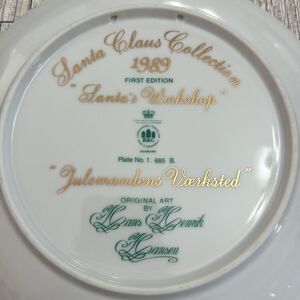 Santa Claus Collection
1989
FIRST EDITION
"Santa's Workshop"
B&G
DENMARK
Plate No. 1. 685 B.
"Julemandens Værksted"
ORIGINAL ART
BY
Hans Henrik
Hansen